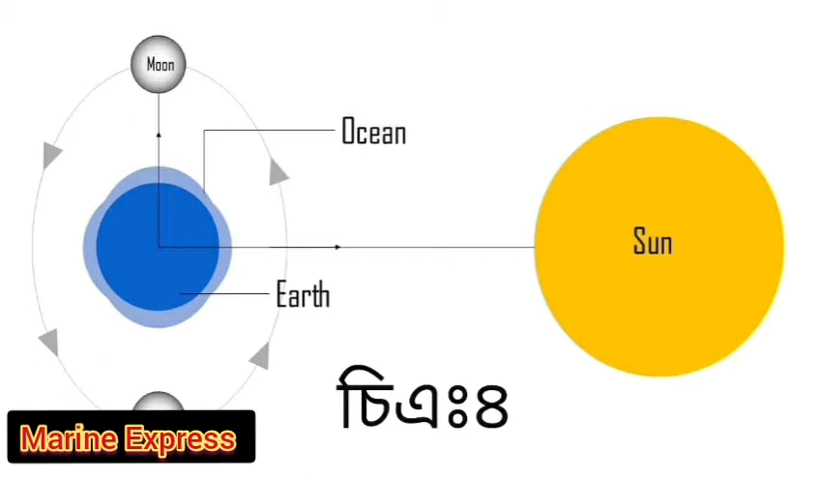 Moon
Ocean
Sun
Earth
চিএঃ৪
Marine Express